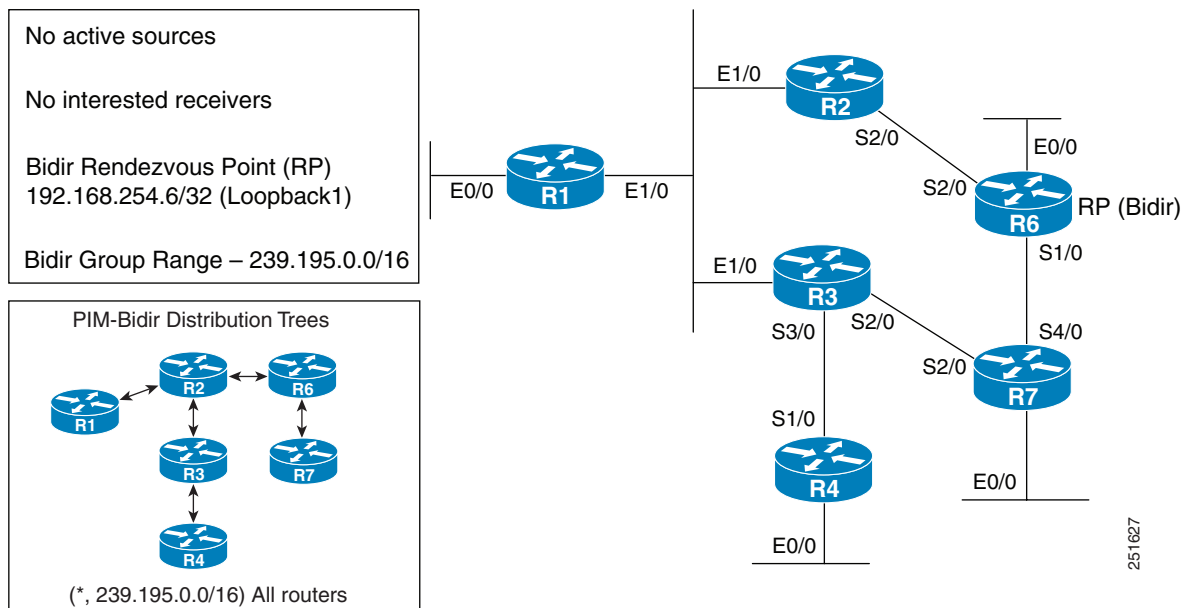 No active sources
No interested receivers
Bidir Rendezvous Point (RP)
192.168.254.6/32 (Loopback1)
Bidir Group Range – 239.195.0.0/16
PIM-Bidir Distribution Trees
R2
R6
R1
R3
R7
R4
(*, 239.195.0.0/16) All routers
E0/0
R1
E1/0
E1/0
R2
S2/0
E0/0
S2/0
R6
RP (Bidir)
S1/0
E1/0
R3
S3/0
S2/0
S4/0
S2/0
R7
S1/0
R4
E0/0
E0/0
251627